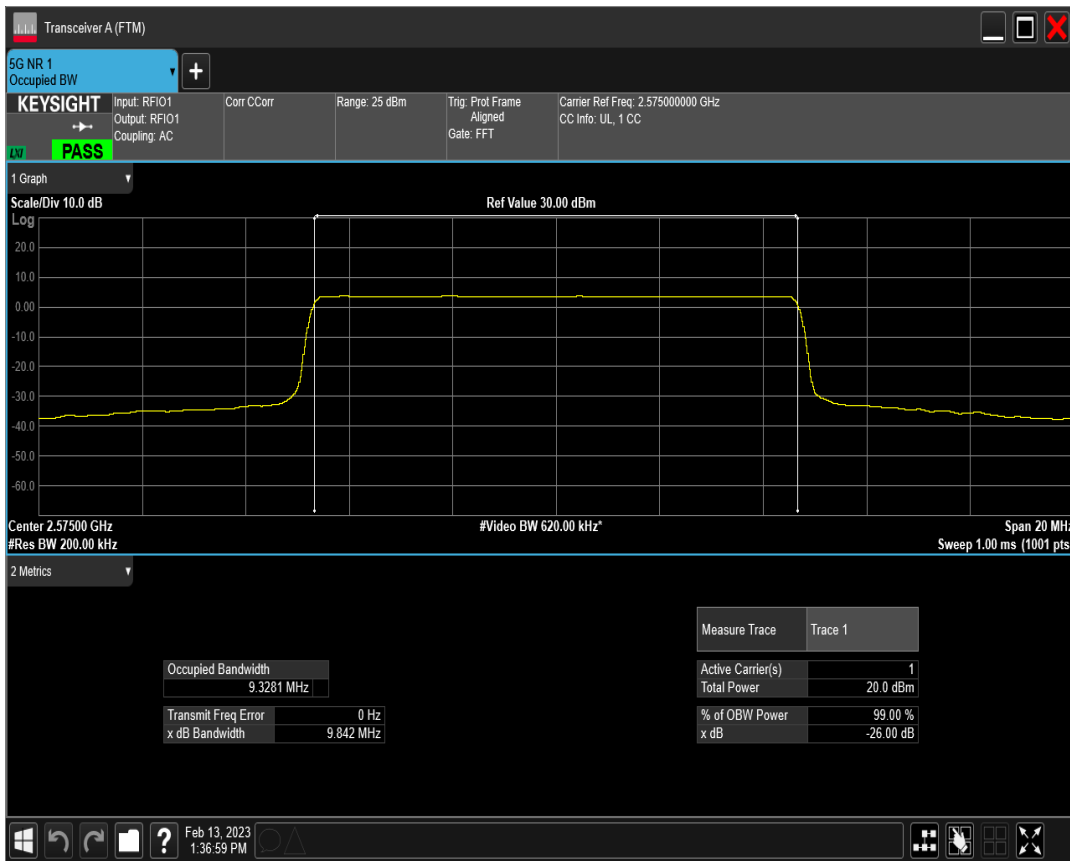 Transceiver A (FTM)
5G NR 1
Occupied BW
+
KEYSIGHT
LXI
PASS
Input: RFIO1
Output: RFIO1
Coupling: AC
Corr CCorr
Range: 25 dBm
Trig: Prot Frame
Aligned
Gate: FFT
Carrier Ref Freq: 2.575000000 GHz
CC Info: UL, 1 CC
1 Graph
Scale/Div 10.0 dB
Ref Value 30.00 dBm
Log
20.0
10.0
0.00
-10.0
-20.0
-30.0
-40.0
-50.0
-60.0
Center 2.57500 GHz
#Video BW 620.00 kHz*
Span 20 MHz
#Res BW 200.00 kHz
Sweep 1.00 ms (1001 pts
2 Metrics
Measure Trace Trace 1
Occupied Bandwidth
9.3281 MHz
Active Carrier(s) 1
Total Power 20.0 dBm
Transmit Freq Error 0 Hz
x dB Bandwidth 9.842 MHz
% of OBW Power 99.00 %
x dB -26.00 dB
?
Feb 13, 2023
1:36:59 PM